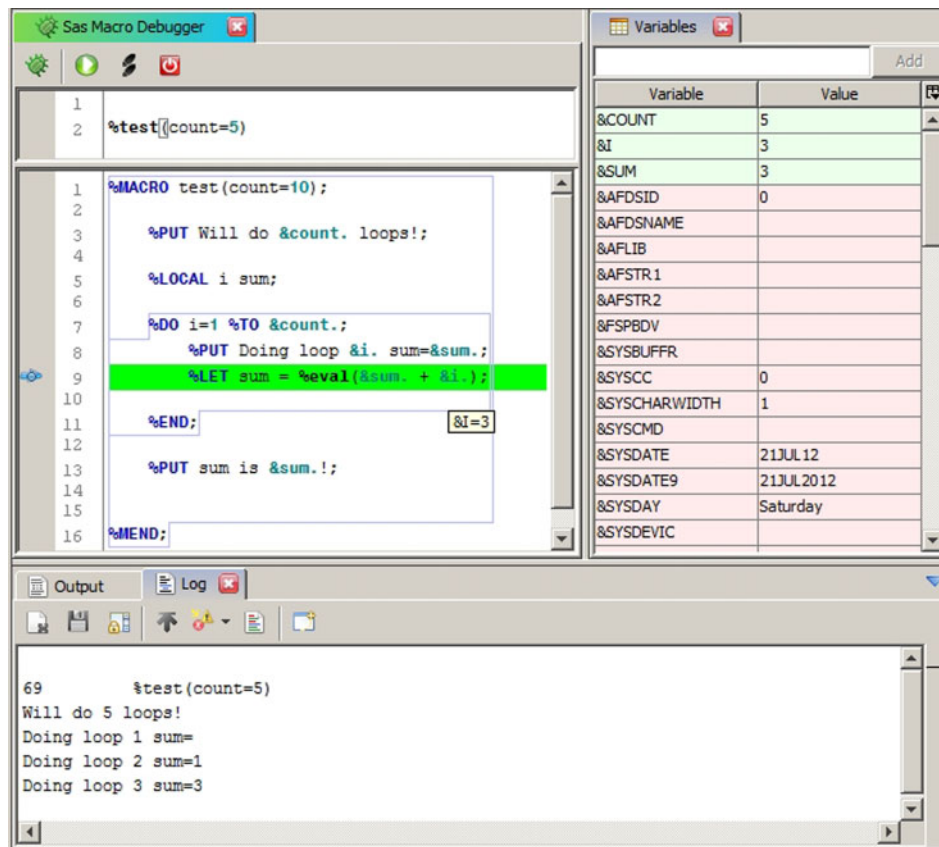 Sas Macro Debugger
1
2 %test(count=5)
1 %MACRO test(count=10);
2
3 %PUT Will do &count. loops!;
4
5 %LOCAL i sum;
6
7 %DO i=1 %TO &count.;
8 %PUT Doing loop &i. sum=&sum.;
9 %LET sum = %eval(&sum. + &i.);
10
11 %END;
&I=3
12
13 %PUT sum is &sum.!;
14
15
16 %MEND;
Variables
Add
Variable Value
&COUNT 5
&I 3
&SUM 3
&AFDSID 0
&AFDSNAME
&AFLIB
&AFSTR1
&AFSTR2
&FSPBDV
&SYSBUFFR
&SYSCC 0
&SYSCHARWIDTH 1
&SYSCMD
&SYSDATE 21JUL12
&SYSDATE9 21JUL2012
&SYSDAY Saturday
&SYSDEVIC
Output Log
69 %test(count=5)
Will do 5 loops!
Doing loop 1 sum=
Doing loop 2 sum=1
Doing loop 3 sum=3